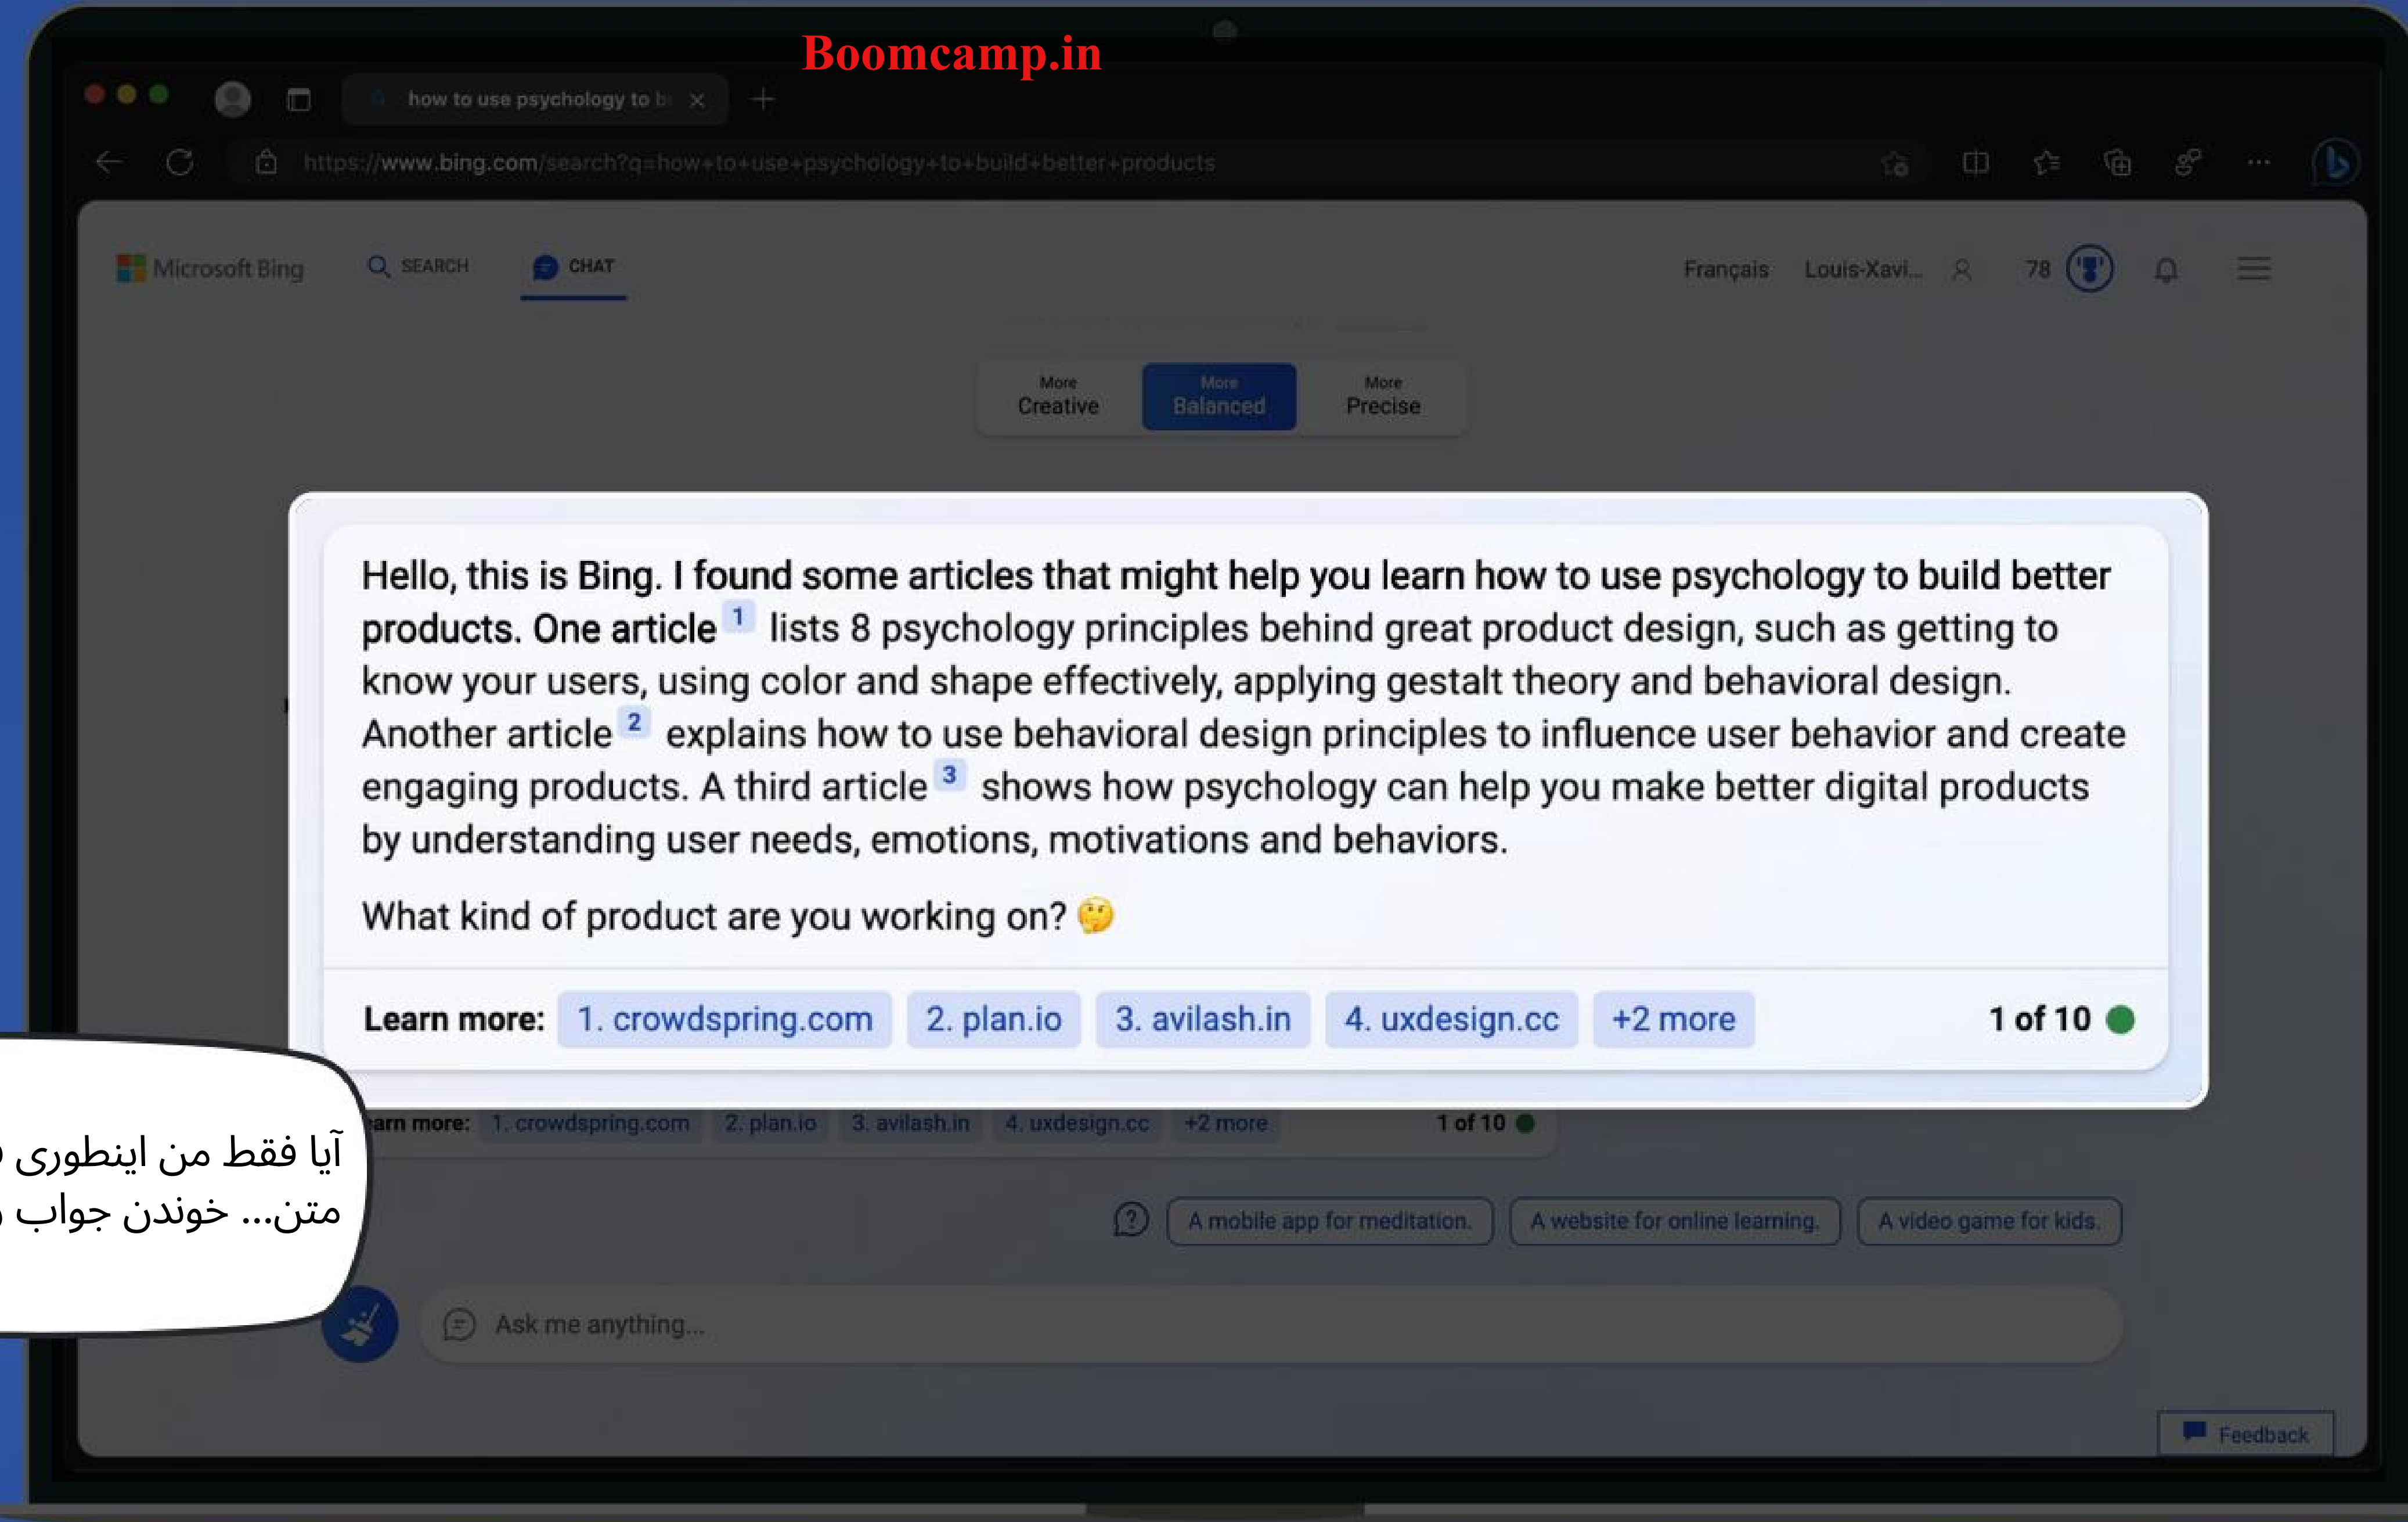 Boomcamp.in
how to use psychology to
https://www.bing.com/search?q=how+to+use+psychology+to+build+better+products
Microsoft Bing SEARCH CHAT Français Louis-Xavi... 78
More Creative More Balanced More Precise
Hello, this is Bing. I found some articles that might help you learn how to use psychology to build better
products. One article 1 lists 8 psychology principles behind great product design, such as getting to
know your users, using color and shape effectively, applying gestalt theory and behavioral design.
Another article 2 explains how to use behavioral design principles to influence user behavior and create
engaging products. A third article 3 shows how psychology can help you make better digital products
by understanding user needs, emotions, motivations and behaviors.
What kind of product are you working on? 🤔
Learn more: 1. crowdspring.com 2. plan.io 3. avilash.in 4. uxdesign.cc +2 more 1 of 10
more: 1. crowdspring.com 2. plan.io 3. avilash.in 4. uxdesign.cc +2 more 1 of 10
آیا فقط من اینطوری
متن... خوندن جواب
A mobile app for meditation. A website for online learning. A video game for kids.
Ask me anything...
Feedback